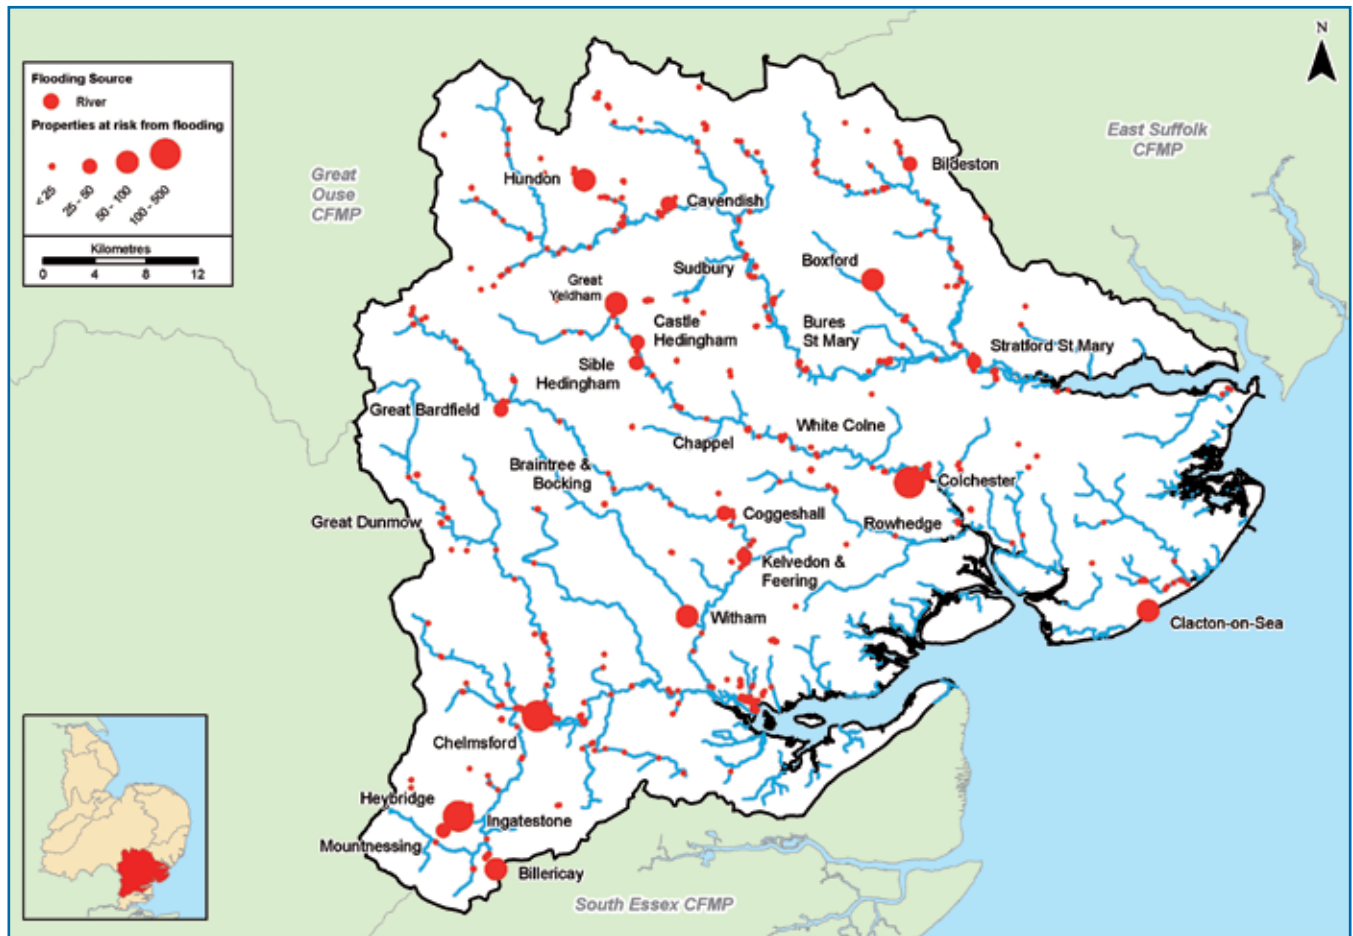 Flooding Source
River
Properties at risk from flooding
< 25
25 - 50
50 - 100
100 - 500
Kilometres
0 4 8 12
N
Great
Ouse
CFMP
East Suffolk
CFMP
Hundon
Bildeston
Cavendish
Sudbury
Boxford
Great
Yeldham
Castle
Hedingham
Bures
St Mary
Stratford St Mary
Sible
Hedingham
Great Bardfield
White Colne
Chappel
Braintree &
Bocking
Colchester
Coggeshall
Rowhedge
Great Dunmow
Kelvedon &
Feering
Witham
Clacton-on-Sea
Chelmsford
Heybridge
Ingatestone
Mountnessing
Billericay
South Essex CFMP